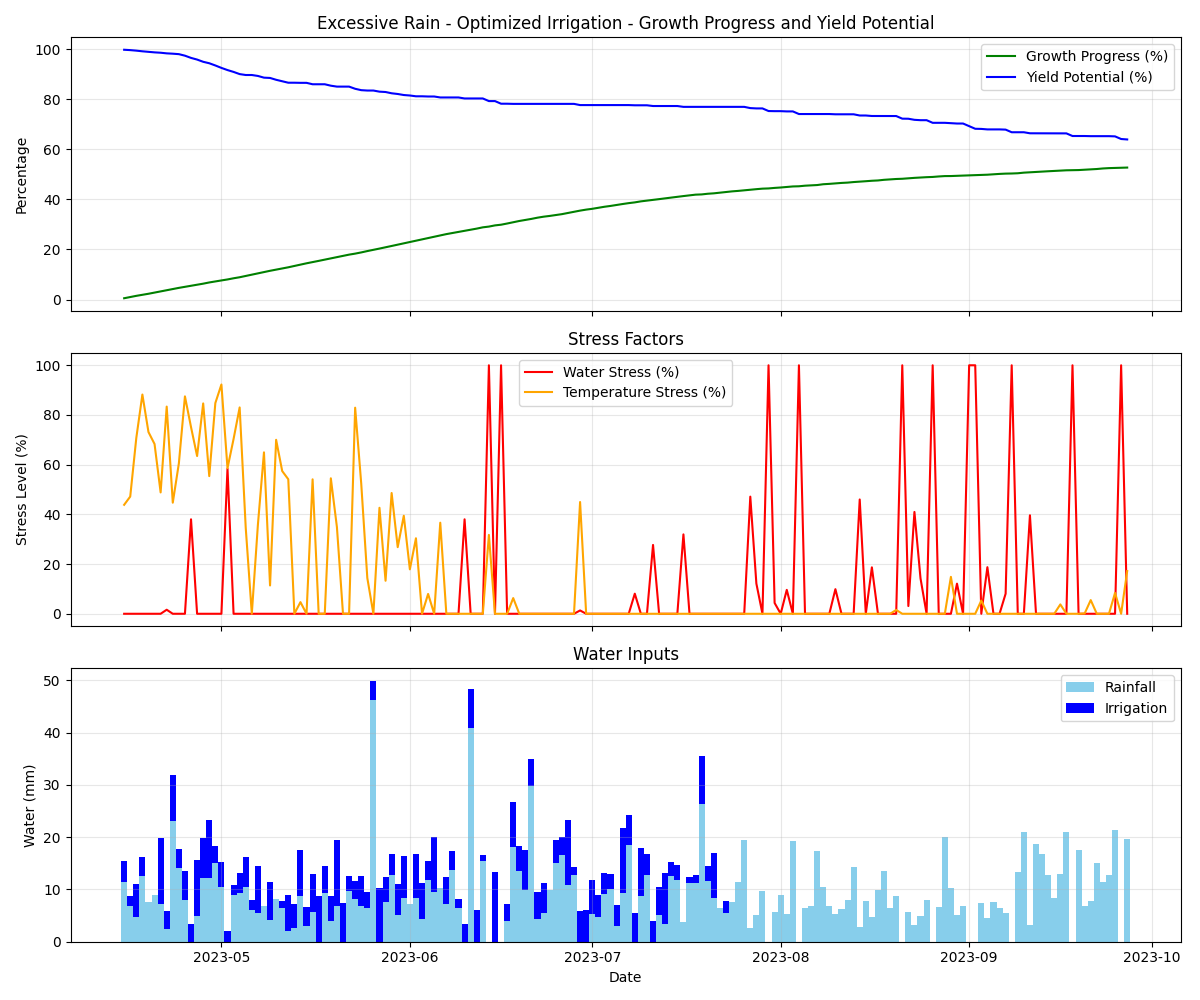 Excessive Rain - Optimized Irrigation - Growth Progress and Yield Potential
100
80
60
40
20
0
Percentage
Growth Progress (%)
Yield Potential (%)
Stress Factors
100
80
60
40
20
0
Stress Level (%)
Water Stress (%)
Temperature Stress (%)
Water Inputs
50
40
30
20
10
0
Water (mm)
Rainfall
Irrigation
2023-05
2023-06
2023-07
2023-08
2023-09
2023-10
Date